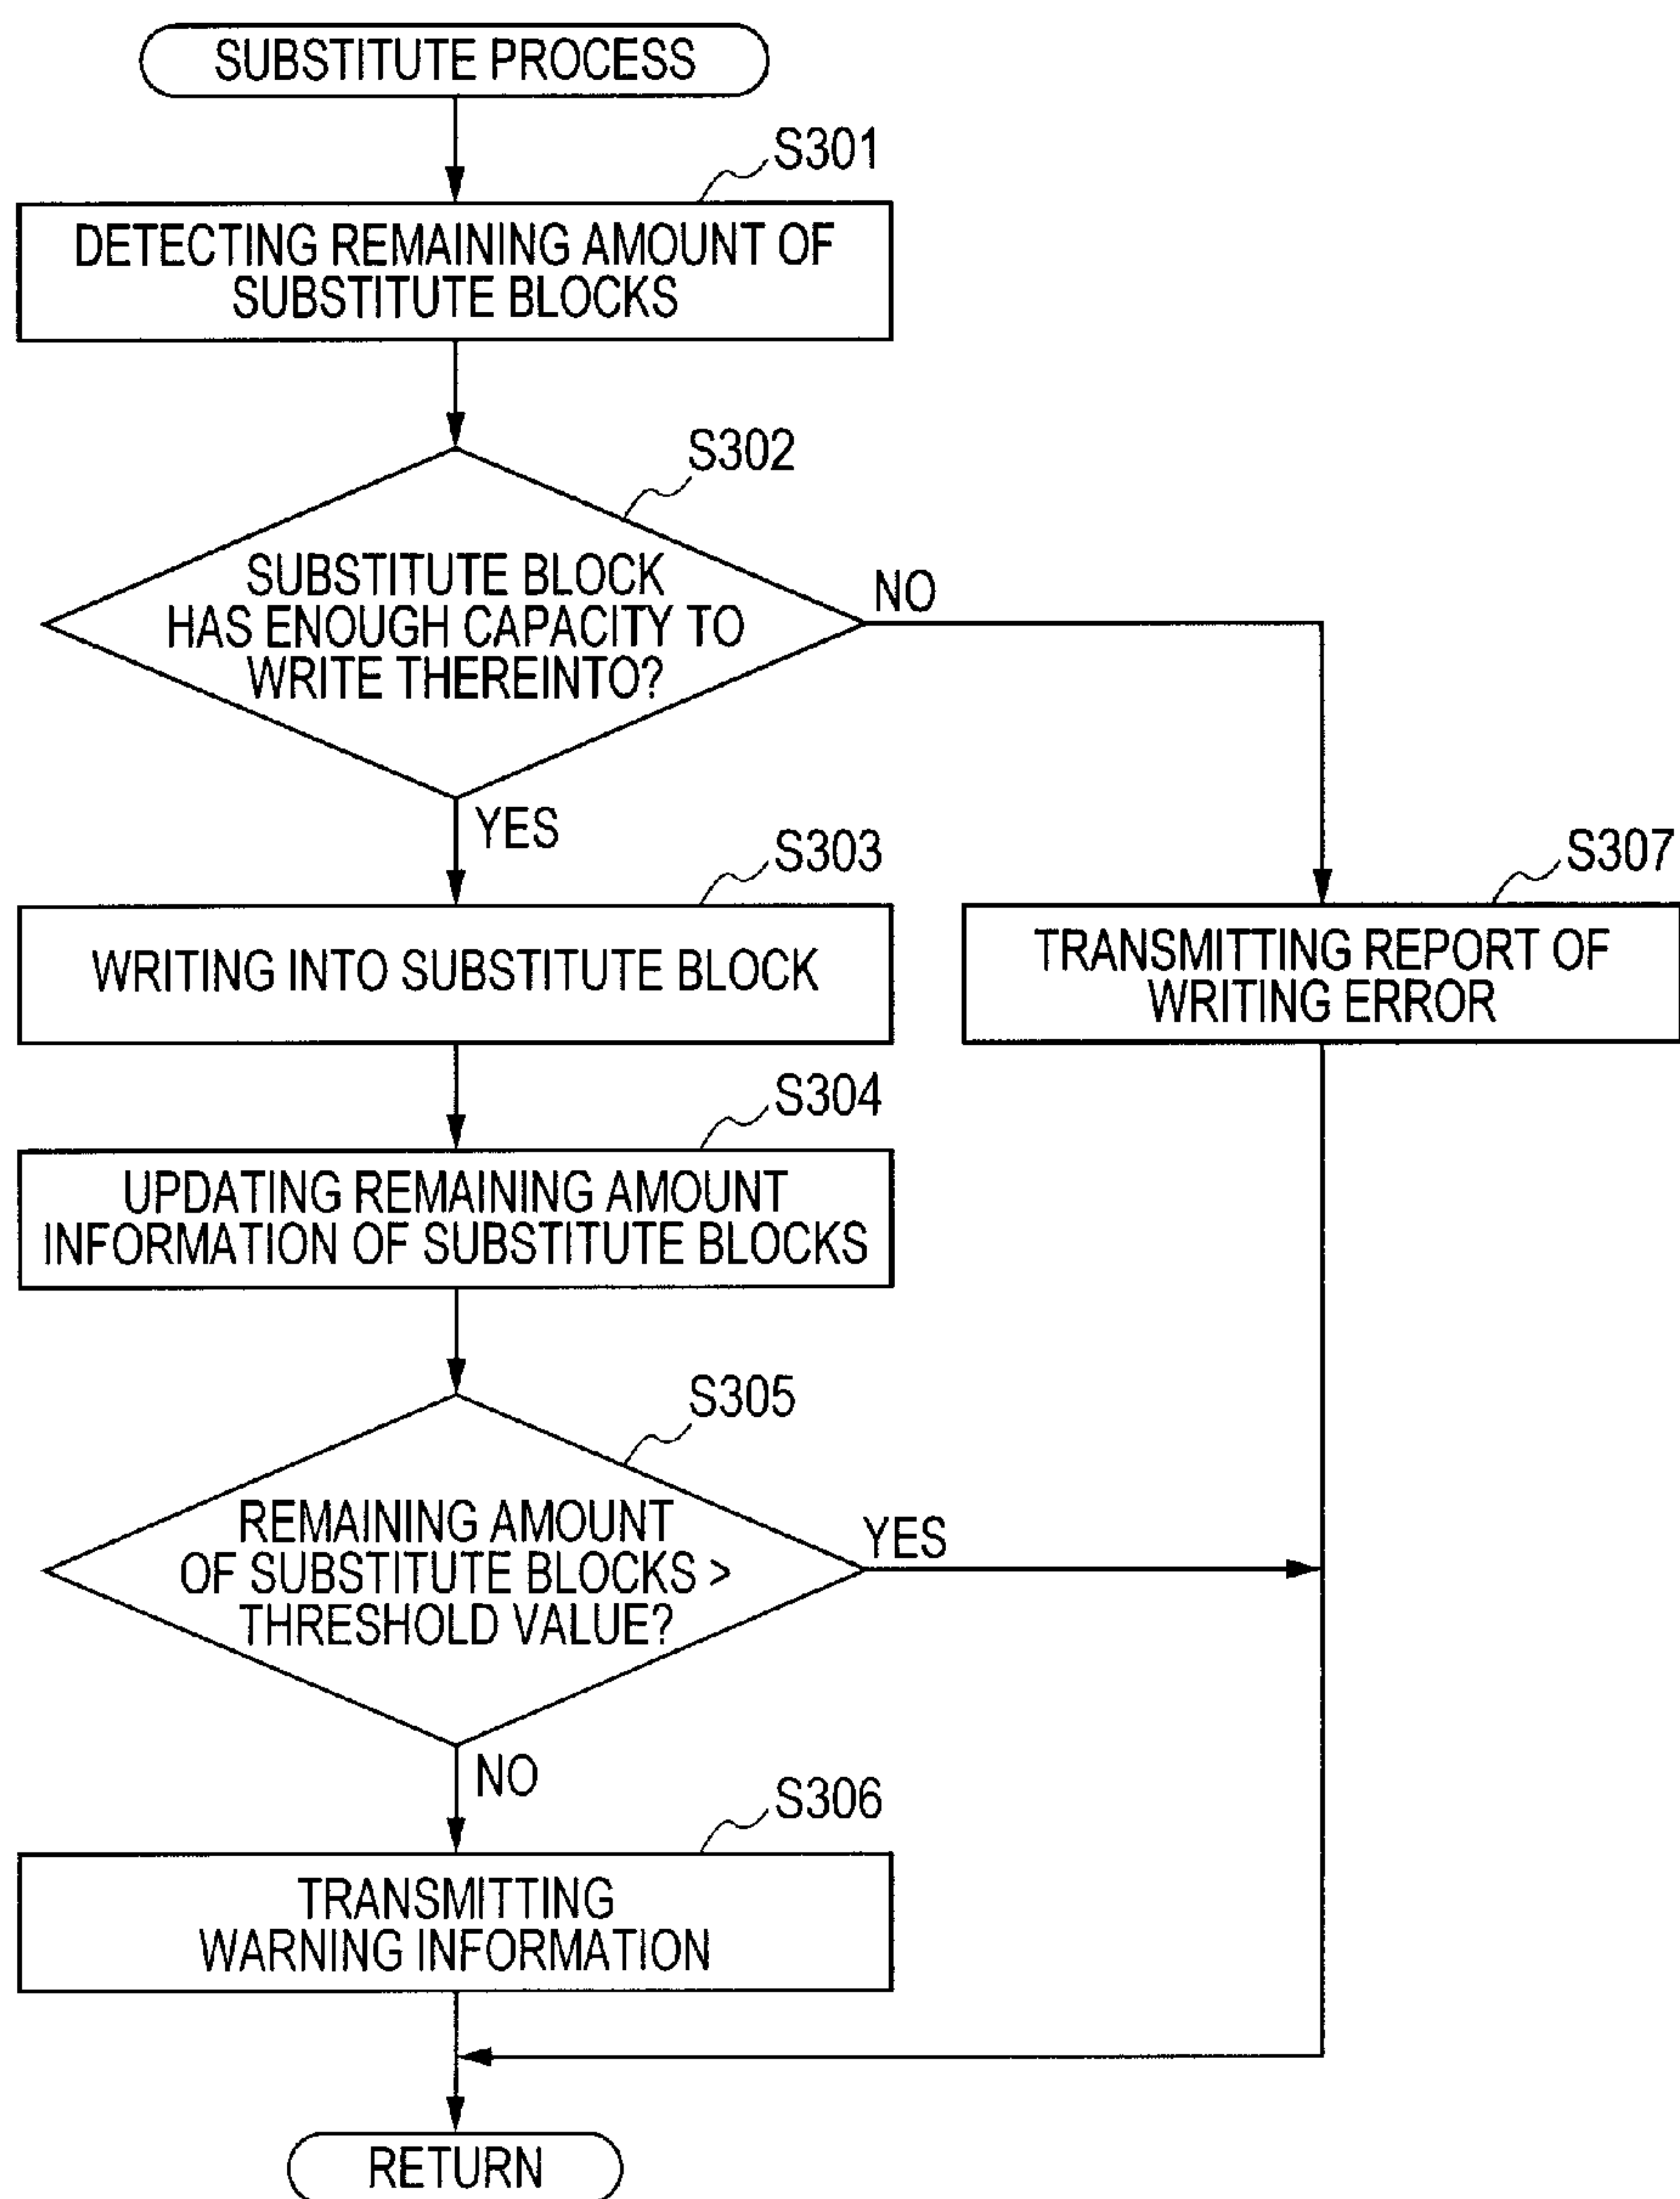 SUBSTITUTE PROCESS
S301
DETECTING REMAINING AMOUNT OF
SUBSTITUTE BLOCKS
S302
SUBSTITUTE BLOCK
HAS ENOUGH CAPACITY TO
WRITE THEREINTO?
NO
YES
S303
WRITING INTO SUBSTITUTE BLOCK
S307
TRANSMITTING REPORT OF
WRITING ERROR
S304
UPDATING REMAINING AMOUNT
INFORMATION OF SUBSTITUTE BLOCKS
S305
REMAINING AMOUNT
OF SUBSTITUTE BLOCKS >
THRESHOLD VALUE?
YES
NO
S306
TRANSMITTING
WARNING INFORMATION
RETURN